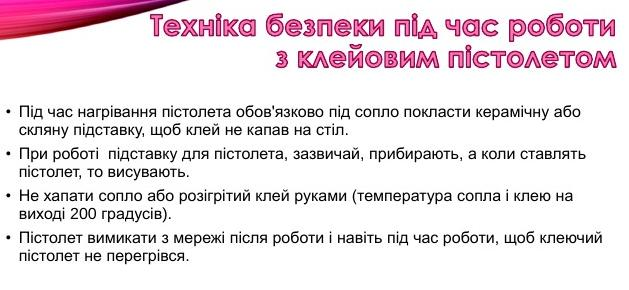 Техніка безпеки під час роботи
з клейовим пістолетом
• Під час нагрівання пістолета обов'язково під сопло покласти керамічну або
скляну підставку, щоб клей не капав на стіл.
• При роботі підставку для пістолета, зазвичай, прибирають, а коли ставлять
пістолет, то висувають.
• Не хапати сопло або розігрітий клей руками (температура сопла і клею на
виході 200 градусів).
• Пістолет вимикати з мережі після роботи і навіть під час роботи, щоб клеючий
пістолет не перегрівся.